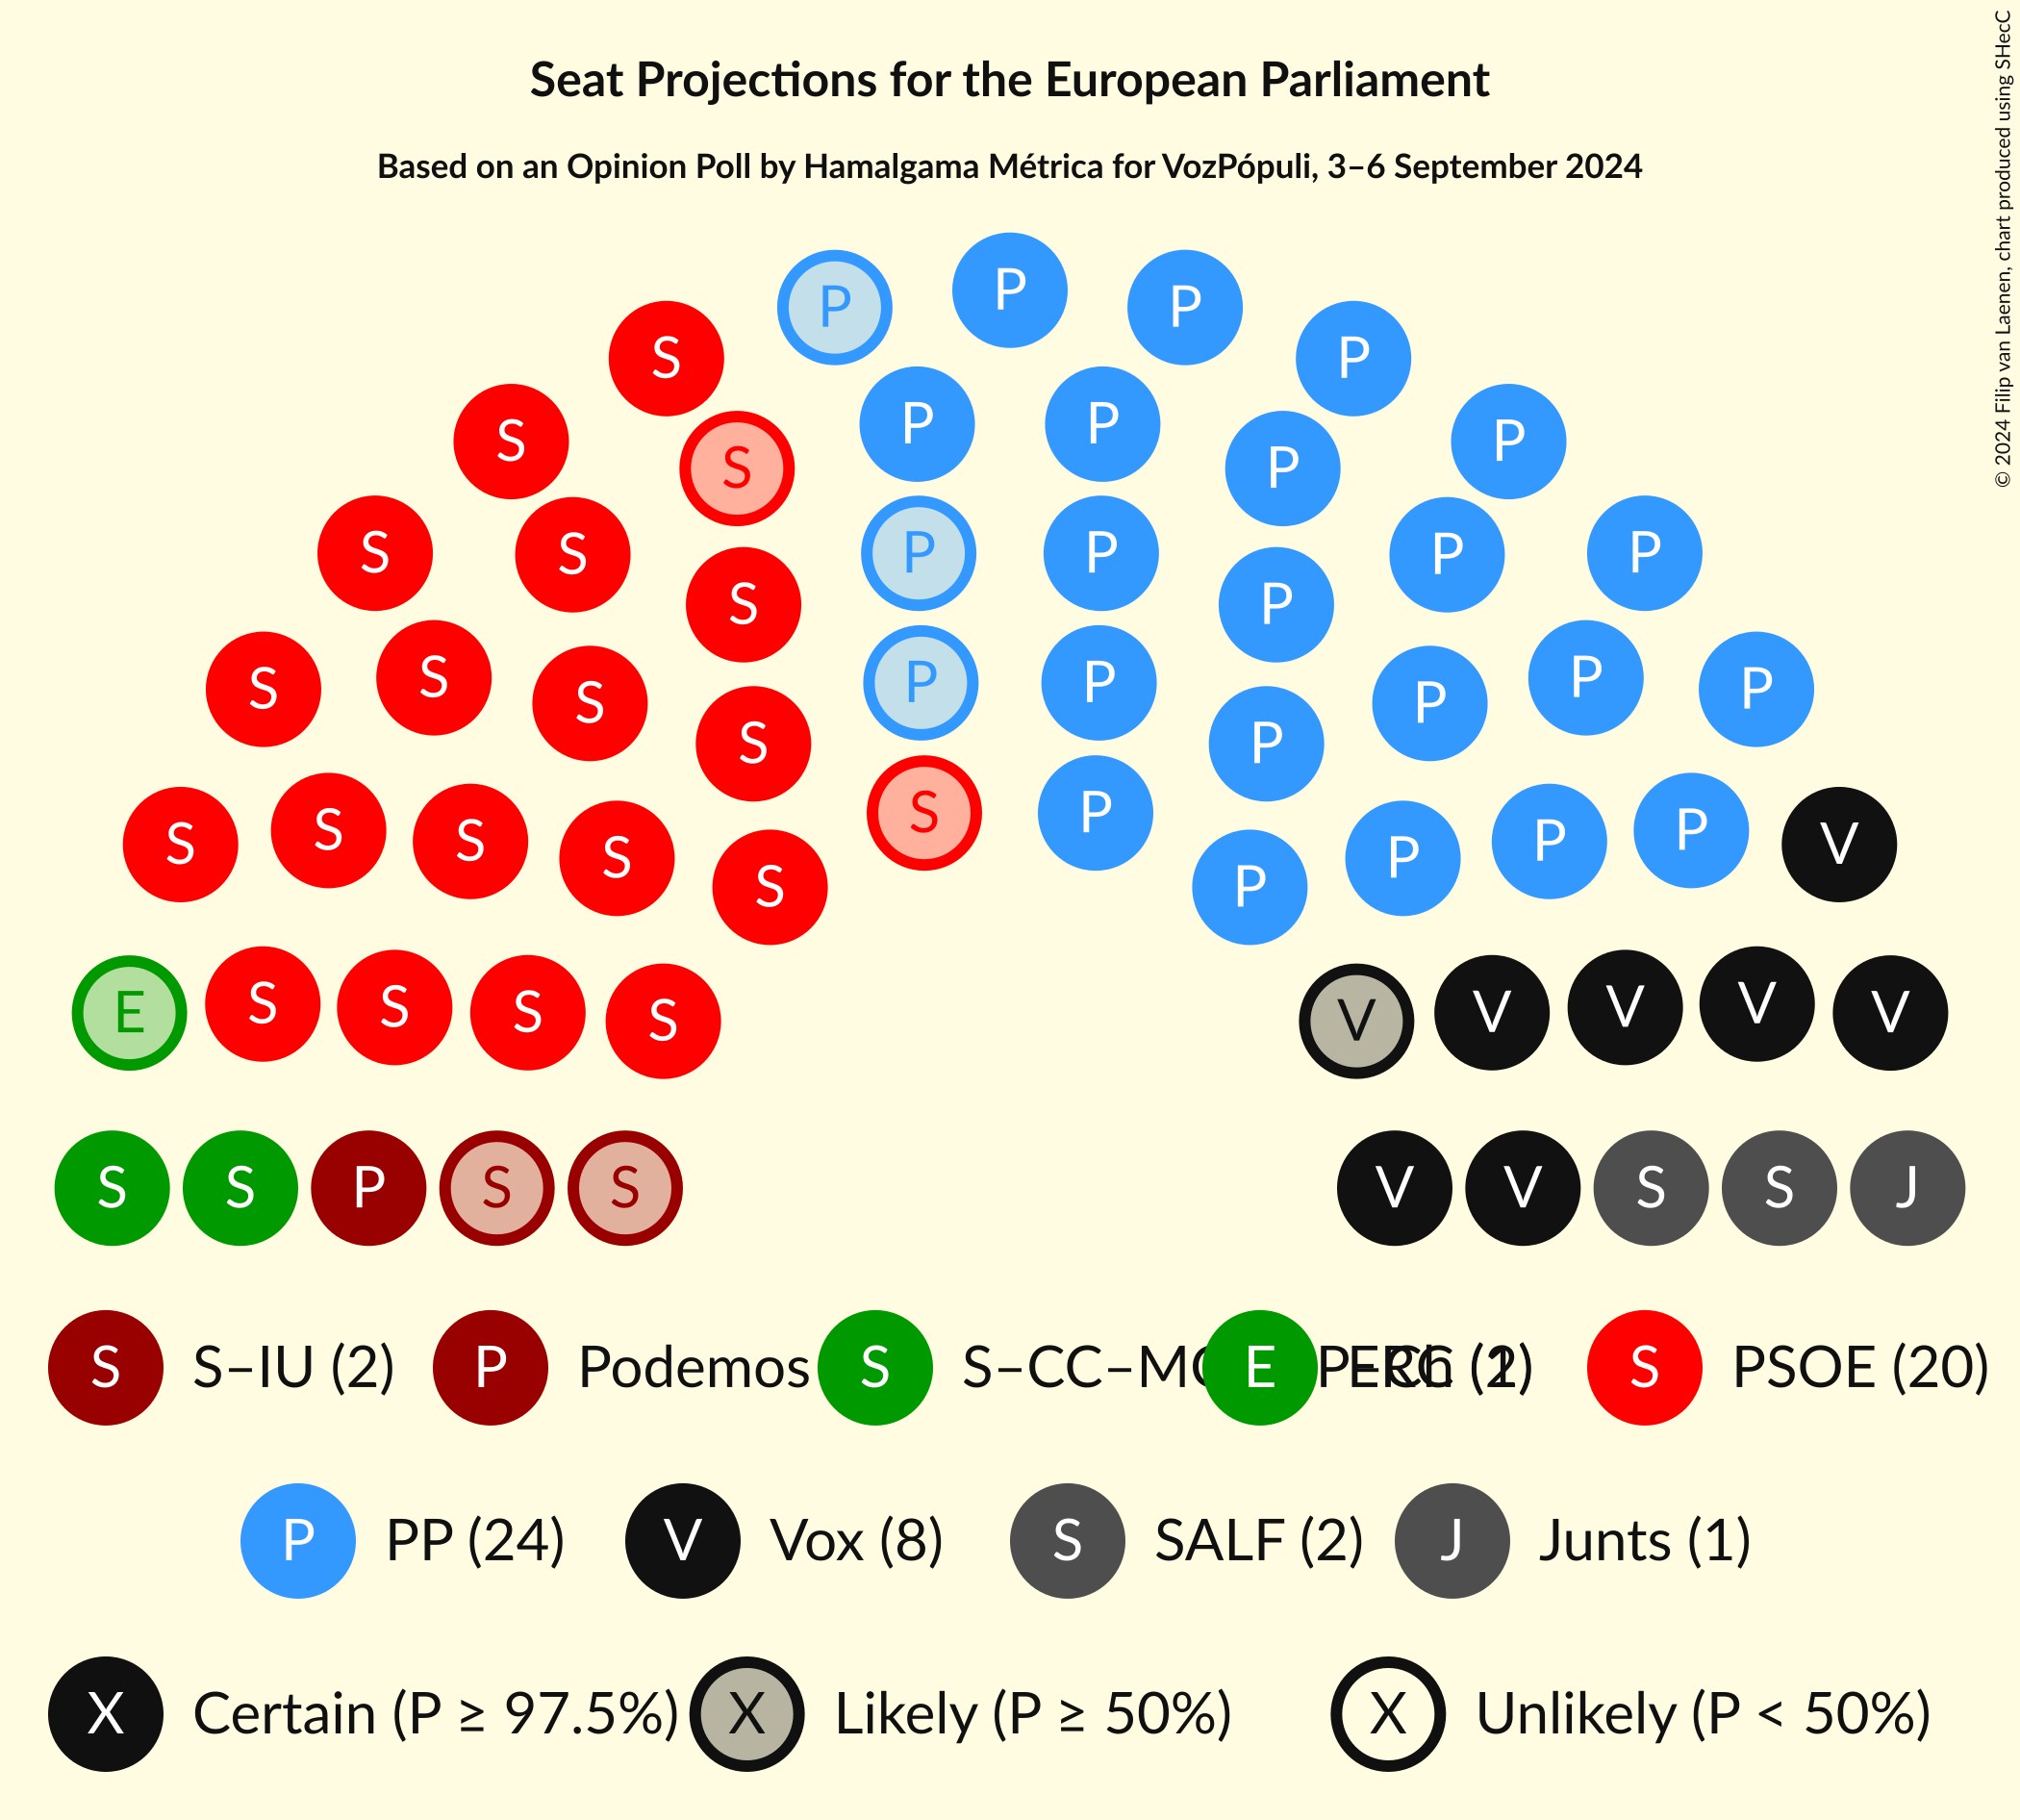 © 2024 Filip van Laenen, chart produced using SHecC
Seat Projections for the European Parliament
Based on an Opinion Poll by Hamalgama Métrica for VozPópuli, 3–6 September 2024
P P P
S P
P P
S P
S P
S S P P P P
S P
S S S P P P P P
S P
S S S S S S P P P P P V
E S S S S V V V V V
S S P S S V V S S J
S S–IU (2) P Podemos S E S PSOE (20)
P PP (24) V Vox (8) S SALF (2) J Junts (1)
X Certain (P ≥ 97.5%) X Likely (P ≥ 50%) X Unlikely (P < 50%)